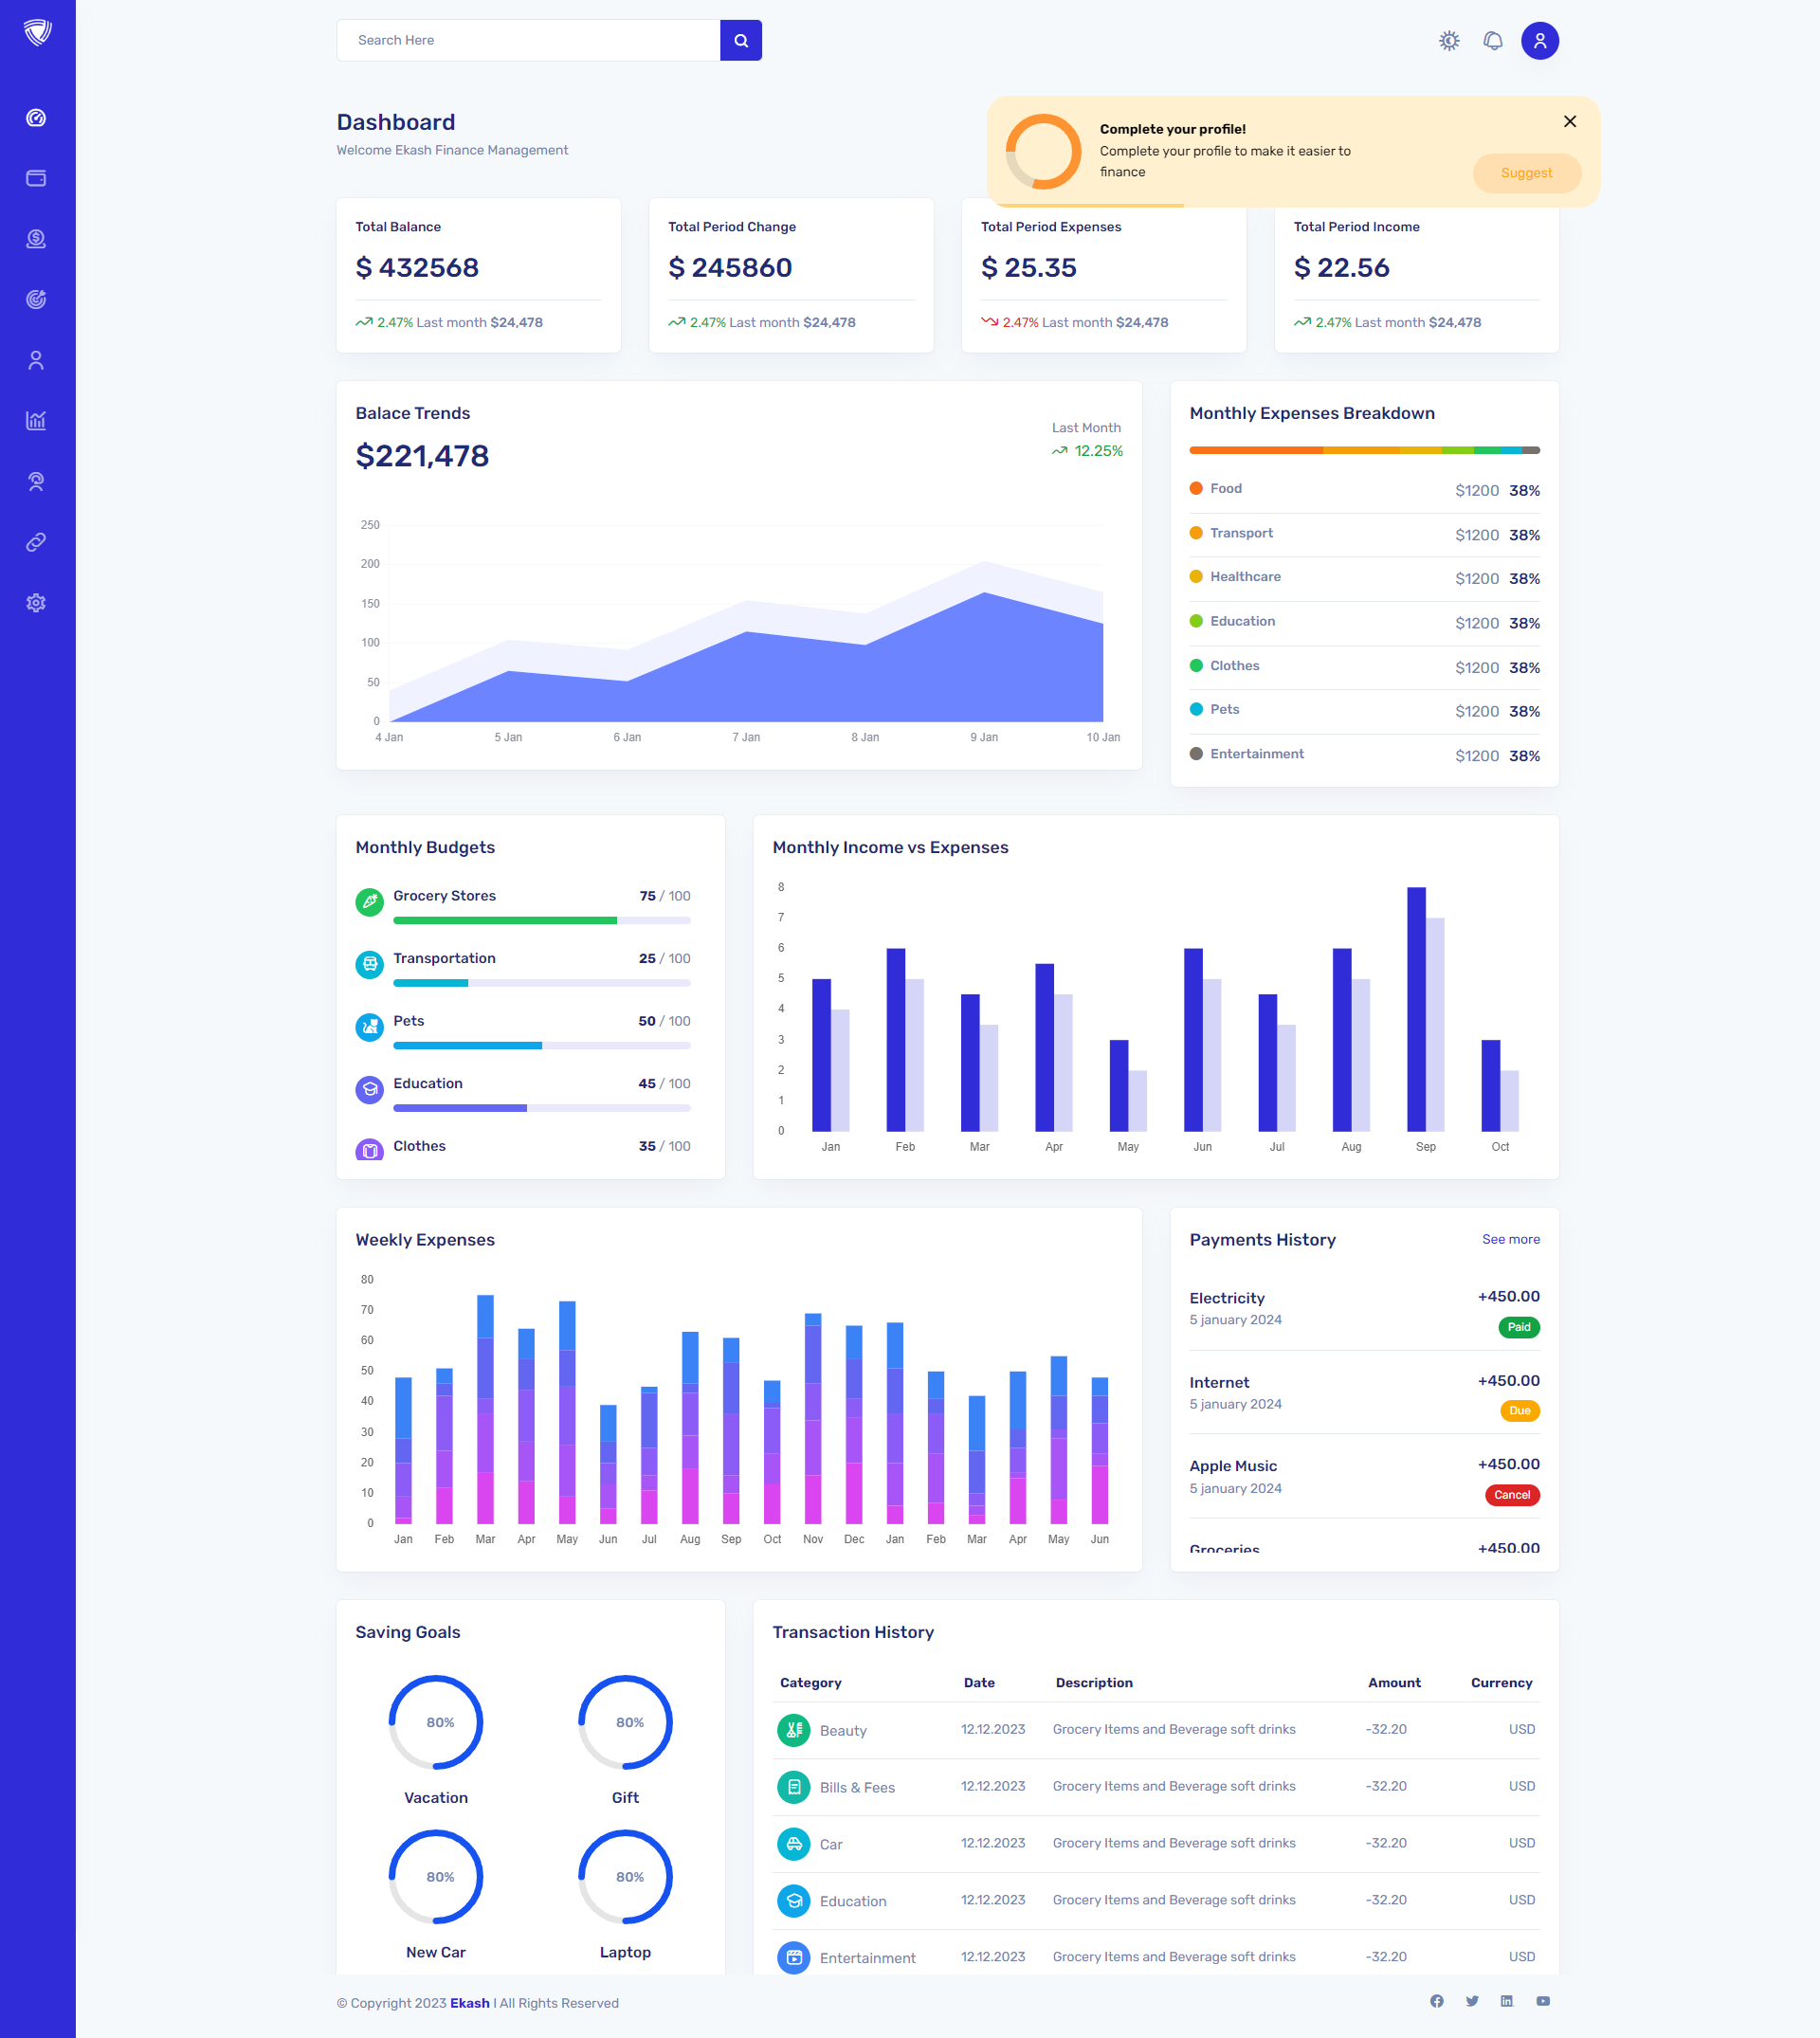 Search Here
Dashboard
Welcome Ekash Finance Management
Complete your profile!
Complete your profile to make it easier to
finance
Suggest
Total Balance
$ 432568
2.47% Last month $24,478
Total Period Change
$ 245860
2.47% Last month $24,478
Total Period Expenses
$ 25.35
2.47% Last month $24,478
Total Period Income
$ 22.56
2.47% Last month $24,478
Balace Trends
$221,478
Last Month
12.25%
250
200
150
100
50
0
4 Jan 5 Jan 6 Jan 7 Jan 8 Jan 9 Jan 10 Jan
Monthly Expenses Breakdown
Food $1200 38%
Transport $1200 38%
Healthcare $1200 38%
Education $1200 38%
Clothes $1200 38%
Pets $1200 38%
Entertainment $1200 38%
Monthly Budgets
Grocery Stores 75 / 100
Transportation 25 / 100
Pets 50 / 100
Education 45 / 100
Clothes 35 / 100
Monthly Income vs Expenses
8
7
6
5
4
3
2
1
0
Jan Feb Mar Apr May Jun Jul Aug Sep Oct
Weekly Expenses
80
70
60
50
40
30
20
10
0
Jan Feb Mar Apr May Jun Jul Aug Sep Oct Nov Dec Jan Feb Mar Apr May Jun
Payments History See more
Electricity +450.00
5 january 2024 Paid
Internet +450.00
5 january 2024 Due
Apple Music +450.00
5 january 2024 Cancel
Groceries +450.00
Saving Goals
80% 80%
Vacation Gift
80% 80%
New Car Laptop
Transaction History
Category Date Description Amount Currency
Beauty 12.12.2023 Grocery Items and Beverage soft drinks -32.20 USD
Bills & Fees 12.12.2023 Grocery Items and Beverage soft drinks -32.20 USD
Car 12.12.2023 Grocery Items and Beverage soft drinks -32.20 USD
Education 12.12.2023 Grocery Items and Beverage soft drinks -32.20 USD
Entertainment 12.12.2023 Grocery Items and Beverage soft drinks -32.20 USD
© Copyright 2023 Ekash I All Rights Reserved